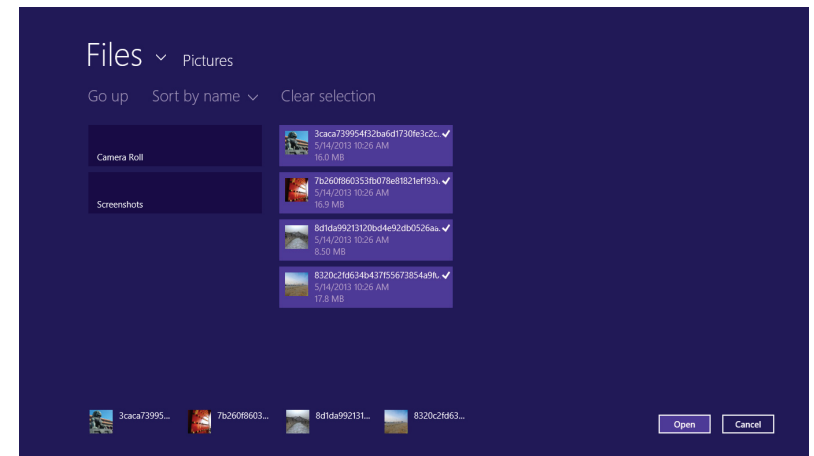 Files Pictures
Go up Sort by name Clear selection
Camera Roll
Screenshots
3caca739954f32ba6d1730fe3c2c...
5/14/2013 10:26 AM
16.0 MB
7b260f860353fb078e81821ef193...
5/14/2013 10:26 AM
16.9 MB
8d1da99213120bd4e92db0526aa...
5/14/2013 10:26 AM
8.50 MB
8320c2fd634b437f55673854a9f...
5/14/2013 10:26 AM
17.8 MB
3caca73995... 7b260f8603... 8d1da992131... 8320c2fd63...
Open Cancel